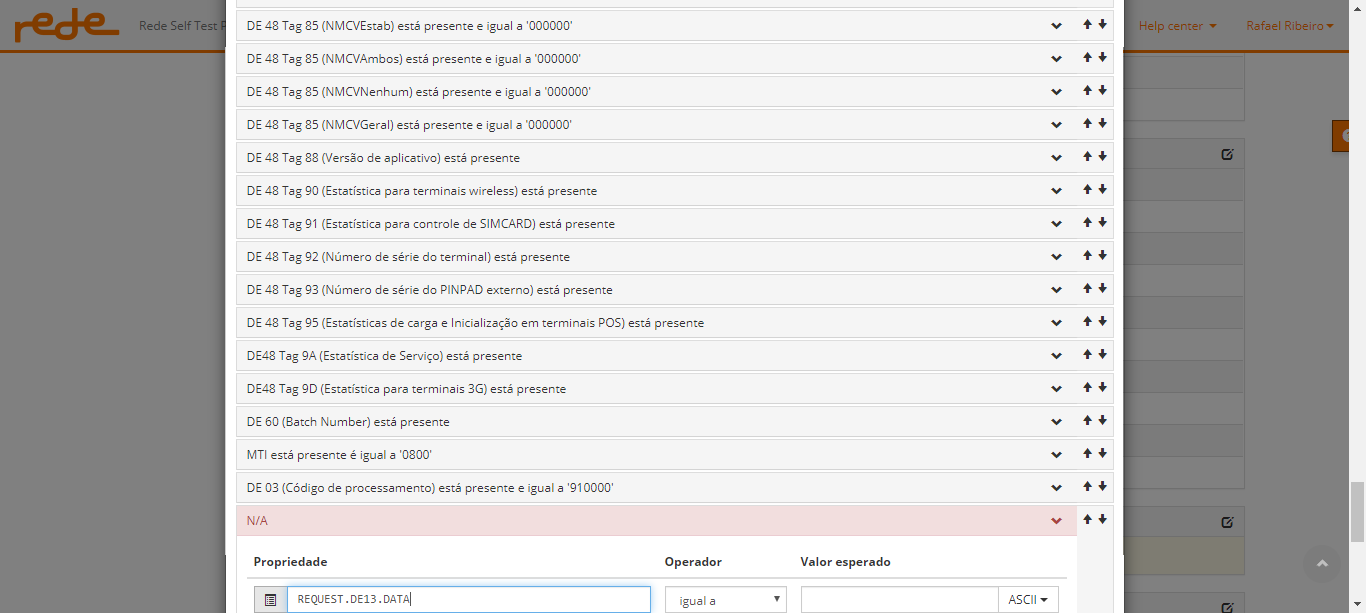 rede
Rede Self Test P
Help center
Rafael Ribeiro
DE 48 Tag 85 (NMCVEstab) está presente e igual a '000000'
DE 48 Tag 85 (NMCVAmbos) está presente e igual a '000000'
DE 48 Tag 85 (NMCVNenhum) está presente e igual a '000000'
DE 48 Tag 85 (NMCVGeral) está presente e igual a '000000'
DE 48 Tag 88 (Versão de aplicativo) está presente
DE 48 Tag 90 (Estatística para terminais wireless) está presente
DE 48 Tag 91 (Estatística para controle de SIMCARD) está presente
DE 48 Tag 92 (Número de série do terminal) está presente
DE 48 Tag 93 (Número de série do PINPAD externo) está presente
DE 48 Tag 95 (Estatísticas de carga e Inicialização em terminais POS) está presente
DE48 Tag 9A (Estatística de Serviço) está presente
DE48 Tag 9D (Estatística para terminais 3G) está presente
DE 60 (Batch Number) está presente
MTI está presente é igual a '0800'
DE 03 (Código de processamento) está presente e igual a '910000'
N/A
Propriedade Operador Valor esperado
REQUEST.DE13.DATA igual a ASCII